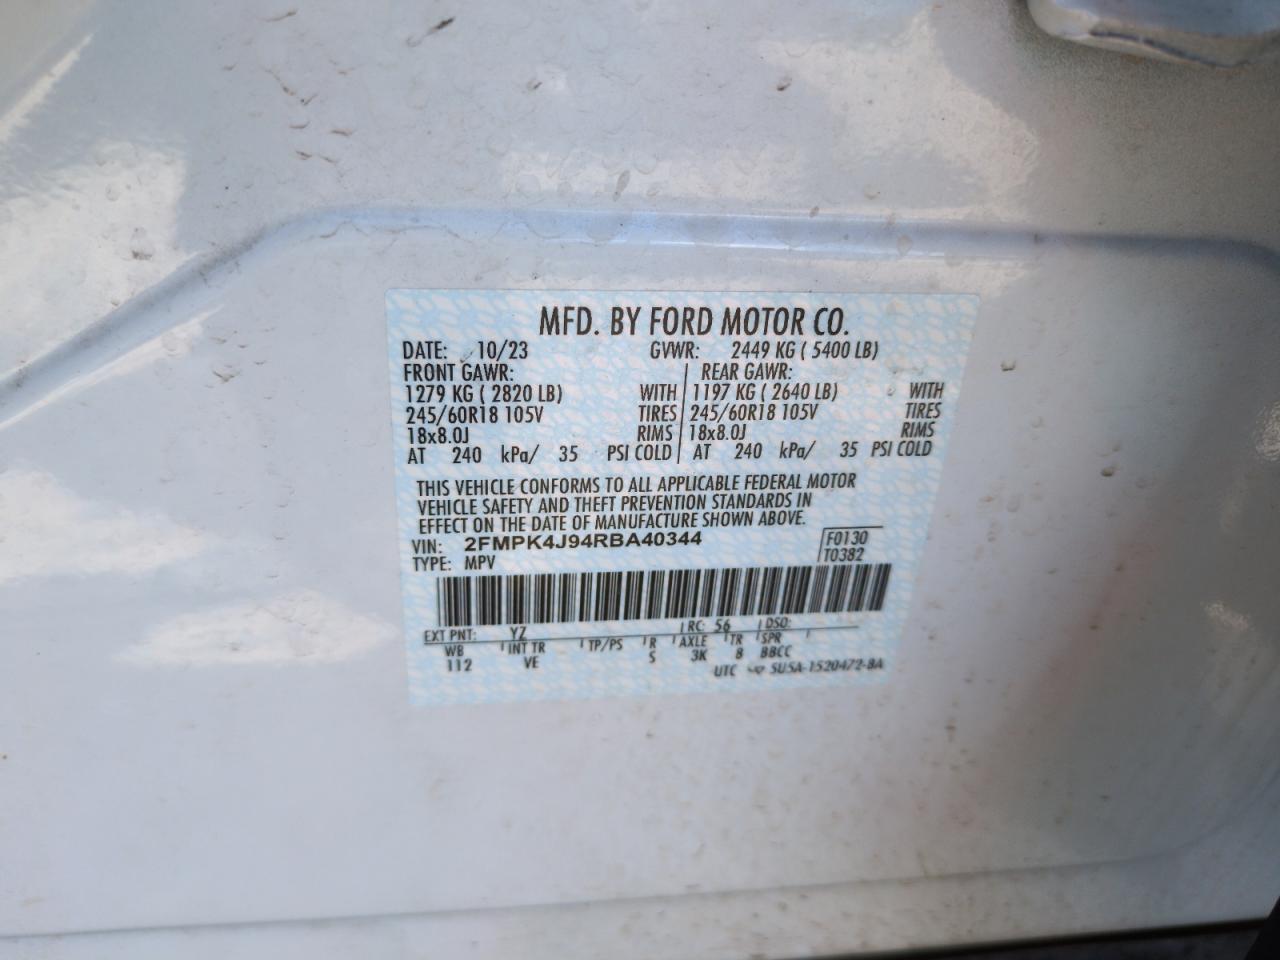 MFD. BY FORD MOTOR CO.
DATE: 10/23 GVWR: 2449 KG ( 5400 LB)
FRONT GAWR: REAR GAWR:
1279 KG ( 2820 LB) WITH 1197 KG ( 2640 LB) WITH
245/60R18 105V TIRES 245/60R18 105V TIRES
18x8.0J RIMS 18x8.0J RIMS
AT 240 kPa/ 35 PSI COLD AT 240 kPa/ 35 PSI COLD
THIS VEHICLE CONFORMS TO ALL APPLICABLE FEDERAL MOTOR
VEHICLE SAFETY AND THEFT PREVENTION STANDARDS IN
EFFECT ON THE DATE OF MANUFACTURE SHOWN ABOVE.
VIN: 2FMPK4J94RBA40344 F0130
TYPE: MPV T0382
EXT PNT: YZ RC: 56 DSO:
WB INT TR TP/PS R AXLE TR SPR
112 VE S 3K 8 BBCC
UTC SU5A-1520472-BA